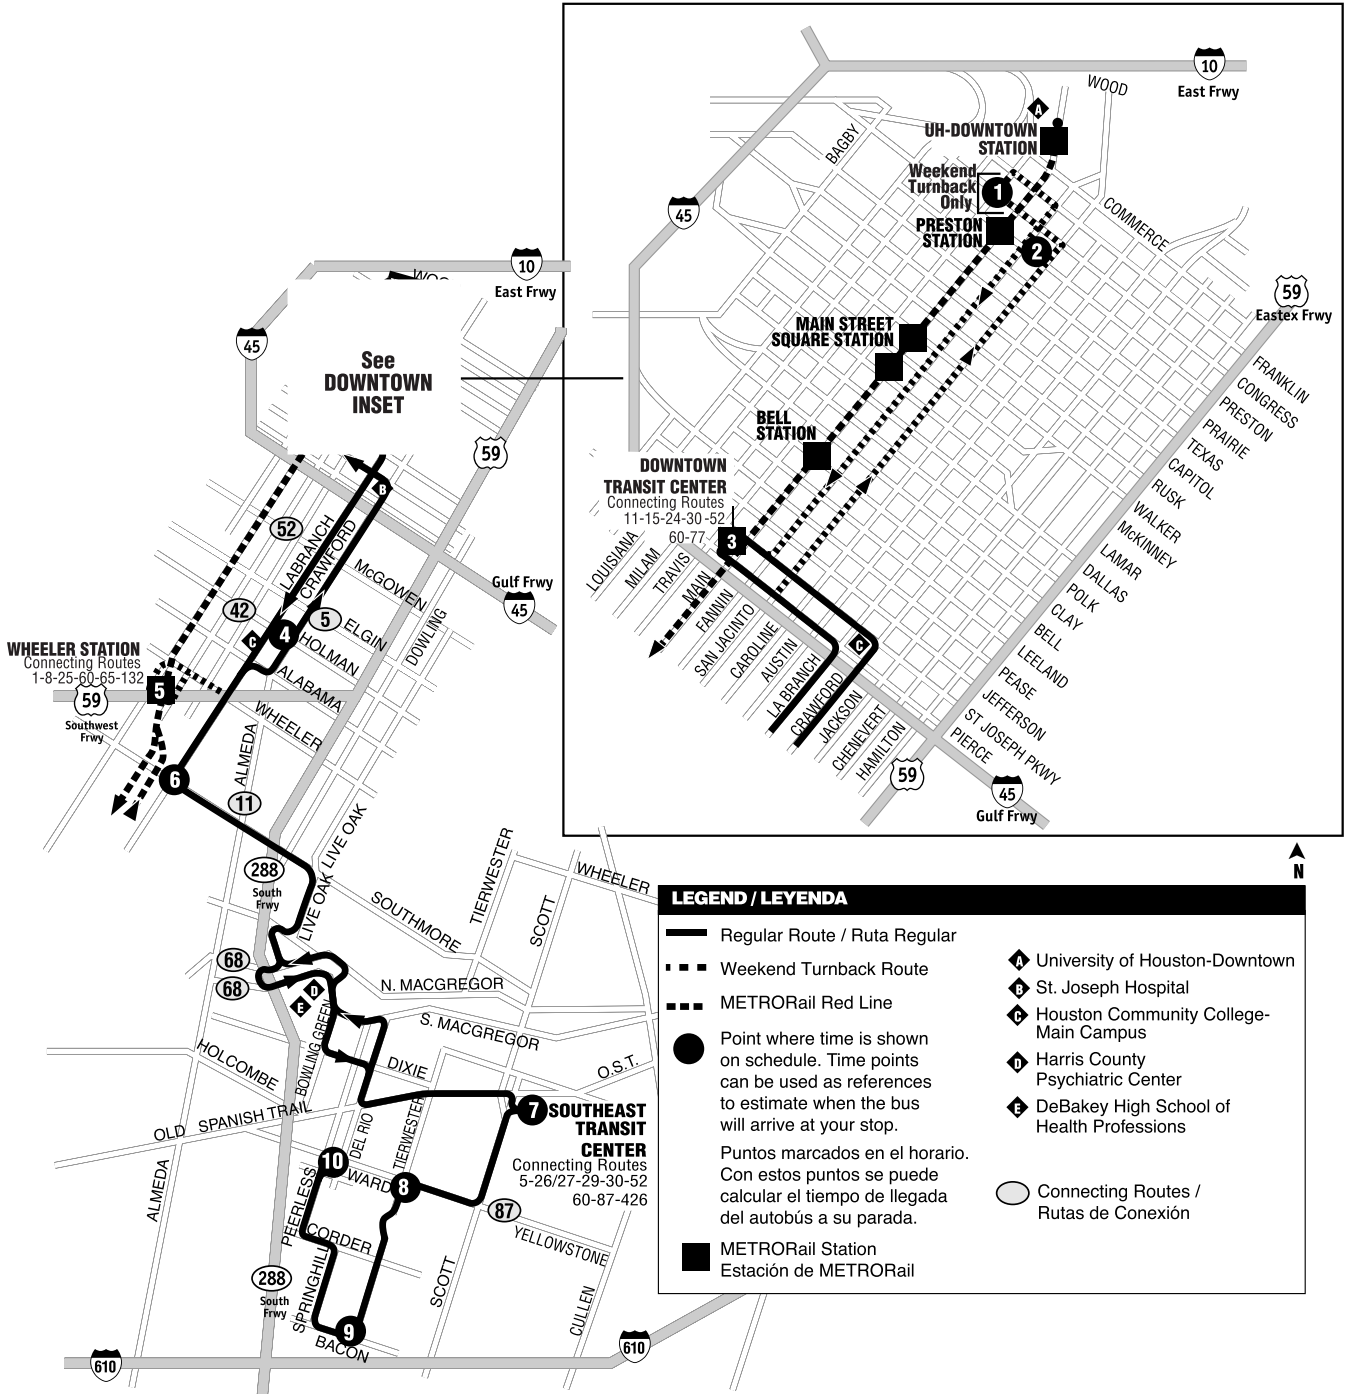 10
East Frwy
WOOD
A
UH-DOWNTOWN
STATION
BAGBY
Weekend
Turnback
Only
1
PRESTON
STATION
2
COMMERCE
45
59
Eastex Frwy
MAIN STREET
SQUARE STATION
BELL
STATION
DOWNTOWN
TRANSIT CENTER
Connecting Routes
11-15-24-30-52
60-77
3
FRANKLIN
CONGRESS
PRESTON
PRAIRIE
TEXAS
CAPITOL
RUSK
WALKER
McKINNEY
LAMAR
DALLAS
POLK
CLAY
BELL
LEELAND
PEASE
JEFFERSON
ST. JOSEPH PKWY
PIERCE
LOUISIANA
MILAM
TRAVIS
MAIN
FANNIN
SAN JACINTO
CAROLINE
AUSTIN
LA BRANCH
CRAWFORD
JACKSON
CHENEVERT
HAMILTON
C
59
45
Gulf Frwy
10
East Frwy
45
See
DOWNTOWN
INSET
59
B
52
LABRANCH
CRAWFORD
McGOWEN
Gulf Frwy
45
42
5
ELGIN
DOWLING
C
4
HOLMAN
WHEELER STATION
Connecting Routes
1-8-25-60-65-132
5
59
Southwest
Frwy
ALABAMA
WHEELER
ALMEDA
6
11
LIVE OAK
LIVE OAK
288
South
Frwy
TIERWESTER
SCOTT
WHEELER
SOUTHMORE
68
68
D
E
N. MACGREGOR
S. MACGREGOR
BOWLING GREEN
HOLCOMBE
DIXIE
O.S.T.
OLD SPANISH TRAIL
7
SOUTHEAST
TRANSIT
CENTER
Connecting Routes
5-26/27-29-30-52
60-87-426
DEL RIO
TIERWESTER
10
WARD
8
87
ALMEDA
PEERLESS
CORDER
YELLOWSTONE
SPRINGHILL
SCOTT
CULLEN
288
South
Frwy
9
BACON
610
610
N
LEGEND / LEYENDA
Regular Route / Ruta Regular
Weekend Turnback Route
METRORail Red Line
Point where time is shown
on schedule. Time points
can be used as references
to estimate when the bus
will arrive at your stop.
Puntos marcados en el horario.
Con estos puntos se puede
calcular el tiempo de llegada
del autobús a su parada.
METRORail Station
Estación de METRORail
A University of Houston-Downtown
B St. Joseph Hospital
C Houston Community College-
Main Campus
D Harris County
Psychiatric Center
E DeBakey High School of
Health Professions
Connecting Routes /
Rutas de Conexión